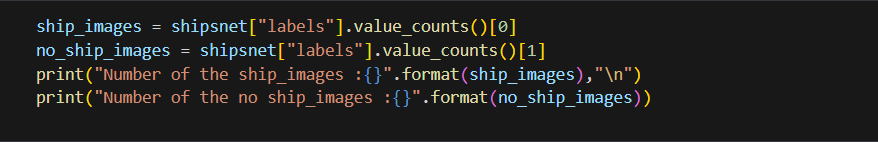 ship_images = shipsnet["labels"].value_counts()[0]
no_ship_images = shipsnet["labels"].value_counts()[1]
print("Number of the ship_images :{}".format(ship_images),"\n")
print("Number of the no ship_images :{}".format(no_ship_images))